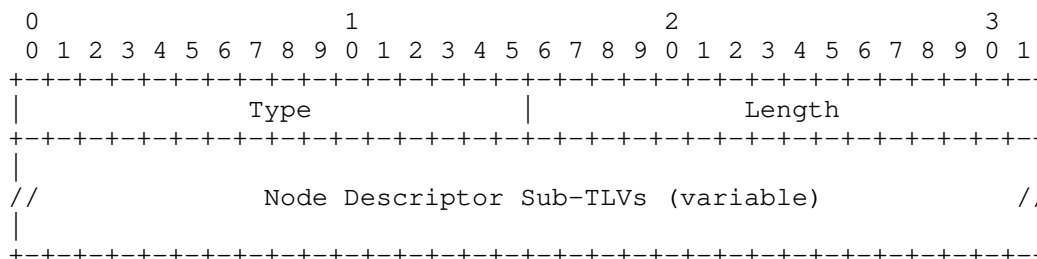 0                   1                   2                   3
 0 1 2 3 4 5 6 7 8 9 0 1 2 3 4 5 6 7 8 9 0 1 2 3 4 5 6 7 8 9 0 1
+-+-+-+-+-+-+-+-+-+-+-+-+-+-+-+-+-+-+-+-+-+-+-+-+-+-+-+-+-+-+-+--
|              Type             |             Length
+-+-+-+-+-+-+-+-+-+-+-+-+-+-+-+-+-+-+-+-+-+-+-+-+-+-+-+-+-+-+-+--
|
//              Node Descriptor Sub-TLVs (variable)            //
|
+-+-+-+-+-+-+-+-+-+-+-+-+-+-+-+-+-+-+-+-+-+-+-+-+-+-+-+-+-+-+-+--